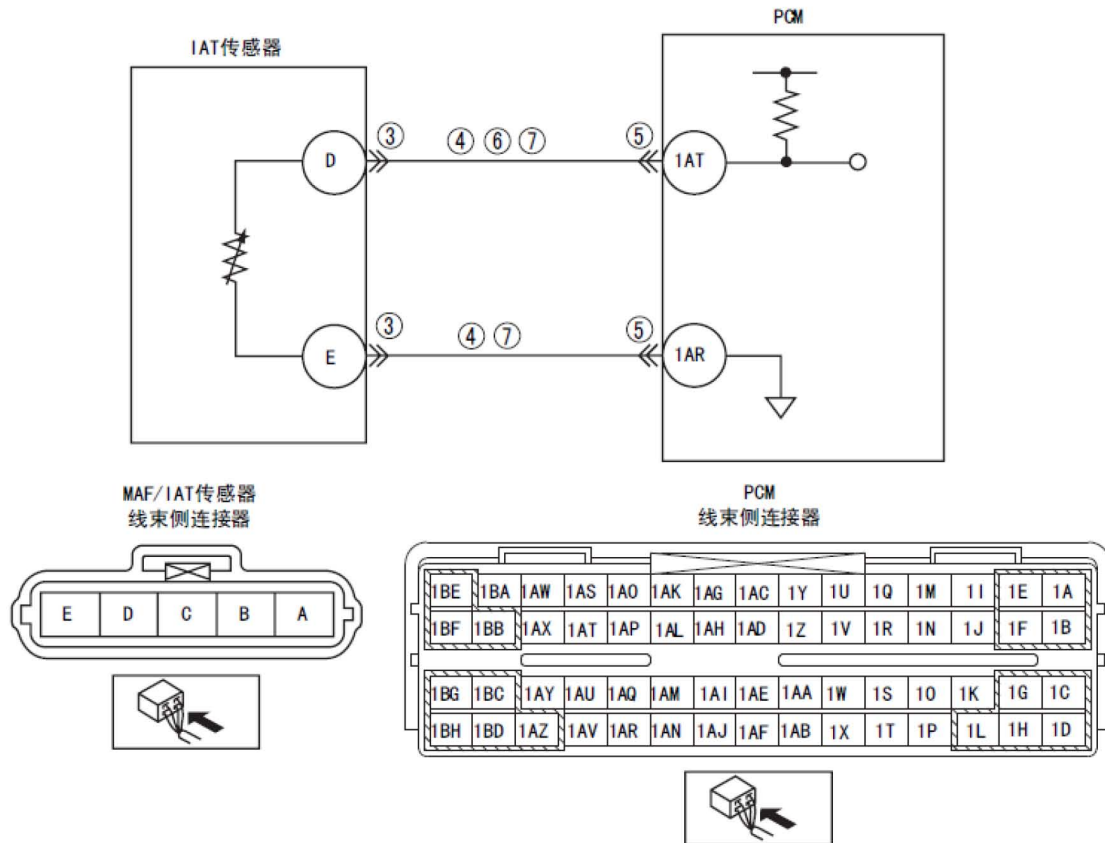 PCM
IAT传感器
D ③ ④ ⑥ ⑦ ⑤ 1AT
E ③ ④ ⑦ ⑤ 1AR
MAF/IAT传感器
线束侧连接器
E D C B A
PCM
线束侧连接器
1BE 1BA 1AW 1AS 1AO 1AK 1AG 1AC 1Y 1U 1Q 1M 1I 1E 1A
1BF 1BB 1AX 1AT 1AP 1AL 1AH 1AD 1Z 1V 1R 1N 1J 1F 1B
1BG 1BC 1AY 1AU 1AQ 1AM 1AI 1AE 1AA 1W 1S 1O 1K 1G 1C
1BH 1BD 1AZ 1AV 1AR 1AN 1AJ 1AF 1AB 1X 1T 1P 1L 1H 1D